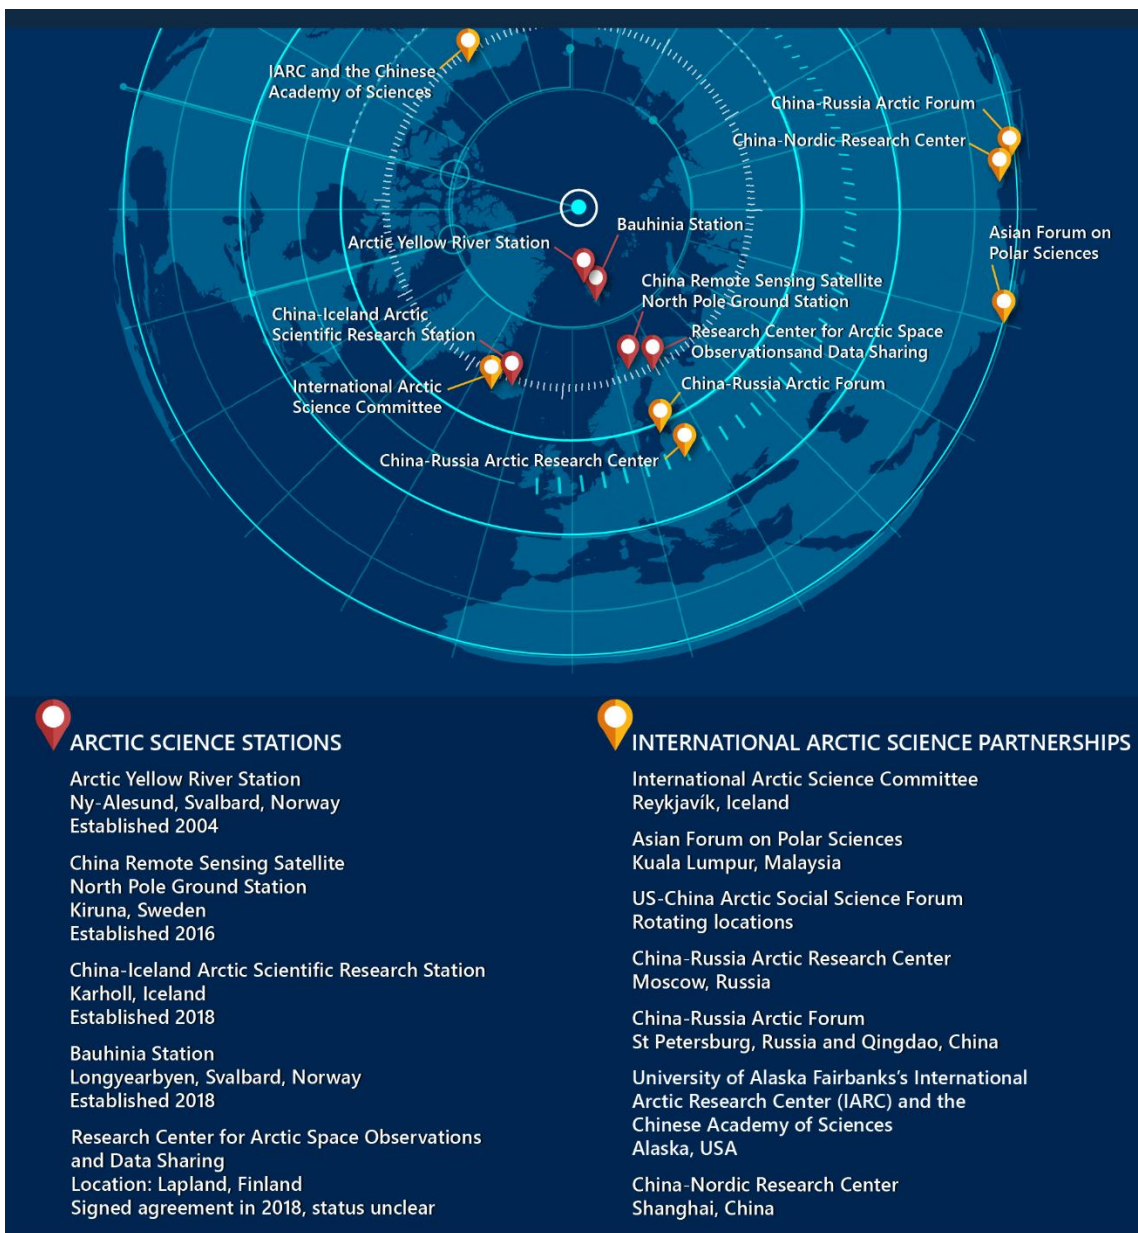 IARC and the Chinese
Academy of Sciences
China-Russia Arctic Forum
China-Nordic Research Center
Bauhinia Station
Arctic Yellow River Station
Asian Forum on
Polar Sciences
China Remote Sensing Satellite
North Pole Ground Station
China-Iceland Arctic
Scientific Research Station
Research Center for Arctic Space
Observationsand Data Sharing
International Arctic
Science Committee
China-Russia Arctic Forum
China-Russia Arctic Research Center
ARCTIC SCIENCE STATIONS
Arctic Yellow River Station
Ny-Alesund, Svalbard, Norway
Established 2004
China Remote Sensing Satellite
North Pole Ground Station
Kiruna, Sweden
Established 2016
China-Iceland Arctic Scientific Research Station
Karholl, Iceland
Established 2018
Bauhinia Station
Longyearbyen, Svalbard, Norway
Established 2018
Research Center for Arctic Space Observations
and Data Sharing
Location: Lapland, Finland
Signed agreement in 2018, status unclear
INTERNATIONAL ARCTIC SCIENCE PARTNERSHIPS
International Arctic Science Committee
Reykjavík, Iceland
Asian Forum on Polar Sciences
Kuala Lumpur, Malaysia
US-China Arctic Social Science Forum
Rotating locations
China-Russia Arctic Research Center
Moscow, Russia
China-Russia Arctic Forum
St Petersburg, Russia and Qingdao, China
University of Alaska Fairbanks's International
Arctic Research Center (IARC) and the
Chinese Academy of Sciences
Alaska, USA
China-Nordic Research Center
Shanghai, China